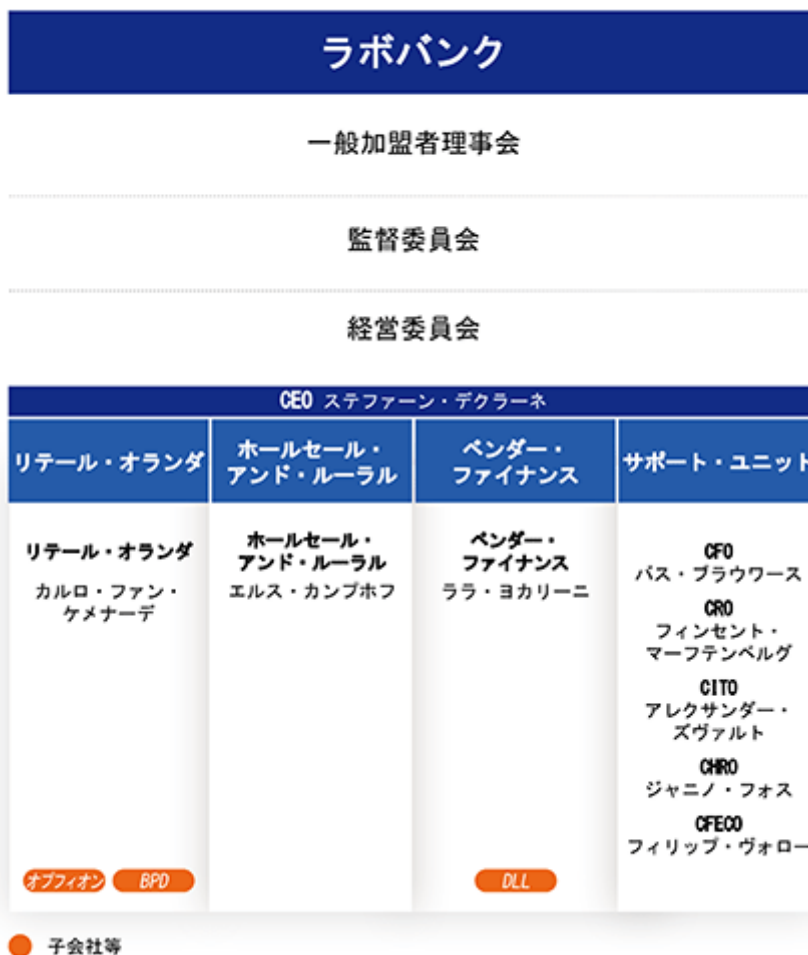 ラボバンク
一般加盟者理事会
監督委員会
経営委員会
CEO ステファーン・デクラーネ
リテール・オランダ
ホールセール・
アンド・ルーラル
ベンダー・
ファイナンス
サポート・ユニット
リテール・オランダ
カルロ・ファン・
ケメナーデ
ホールセール・
アンド・ルーラル
エルス・カンプホフ
ベンダー・
ファイナンス
ララ・ヨカリーニ
CFO
バス・ブラウワース
CRO
フィンセント・
マーフテンベルグ
CITO
アレクサンダー・
ズヴァルト
CHRO
ジャニノ・フォス
CFECO
フィリップ・ヴォロー
オブフィオン
BPD
DLL
子会社等